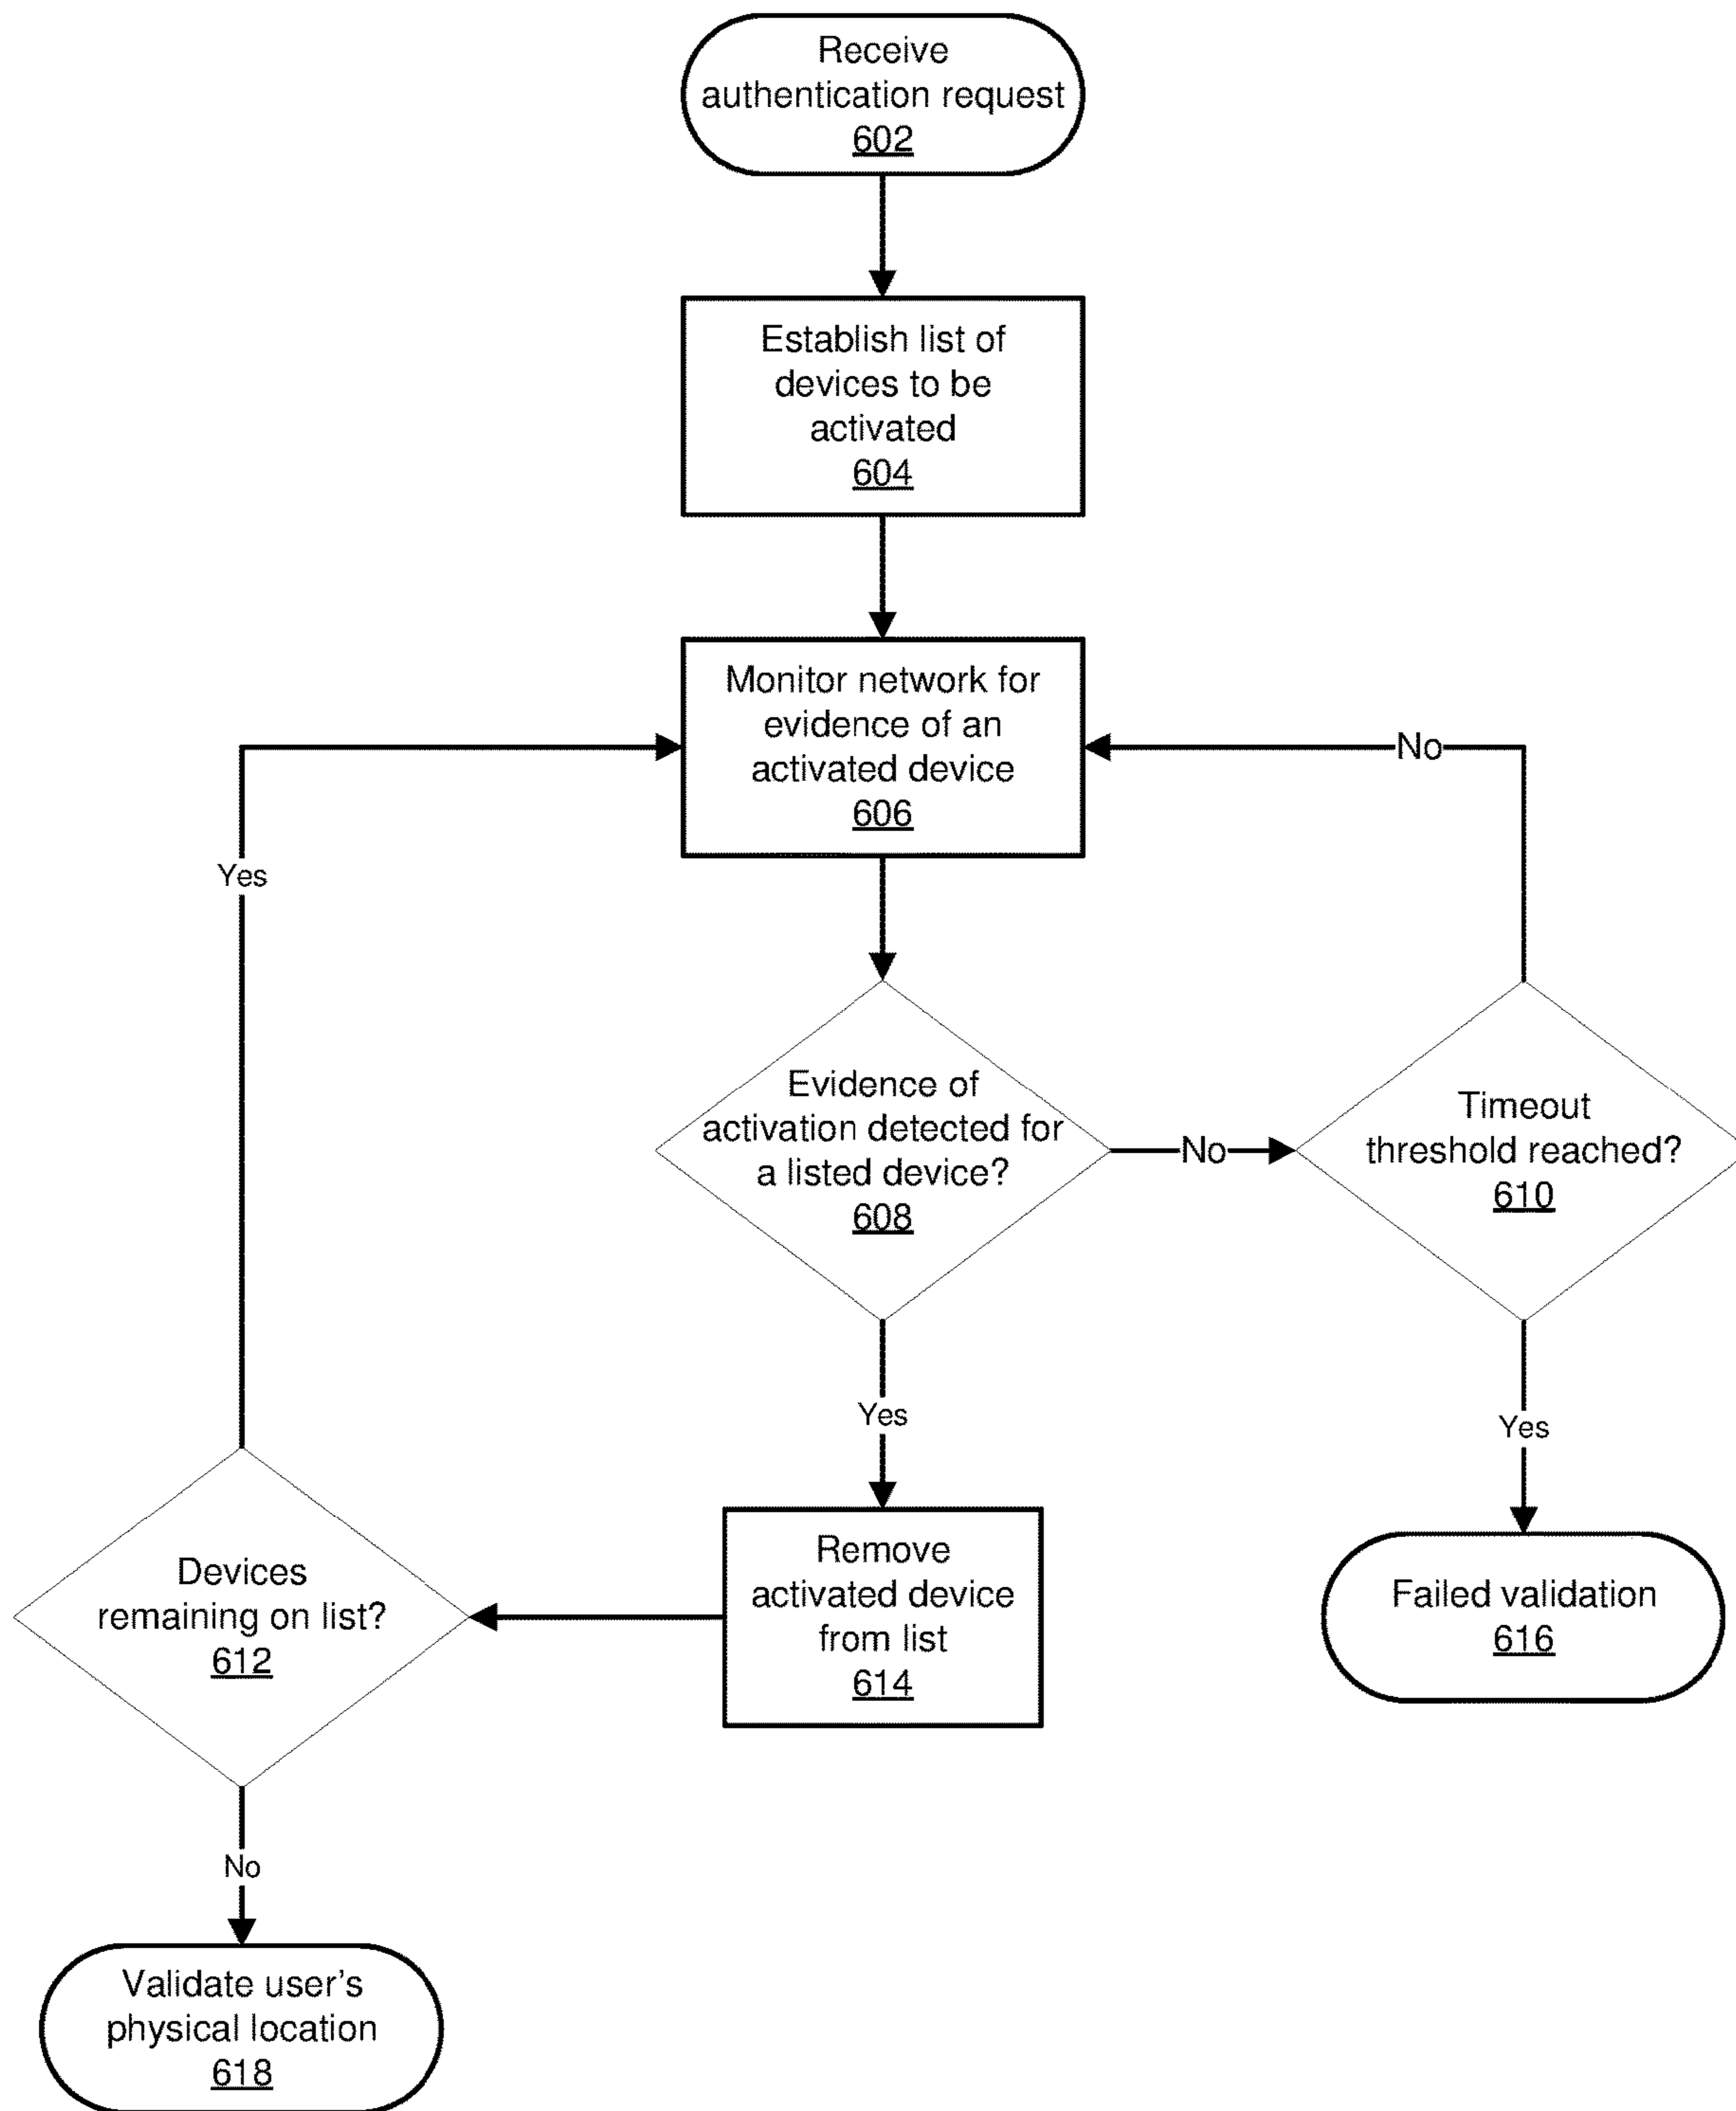 Receive
authentication request
602
Establish list of
devices to be
activated
604
Monitor network for
evidence of an
activated device
606
No
Yes
Evidence of
activation detected for
a listed device?
608
No
Timeout
threshold reached?
610
Yes
Yes
Devices
remaining on list?
612
Remove
activated device
from list
614
Failed validation
616
No
Validate user's
physical location
618